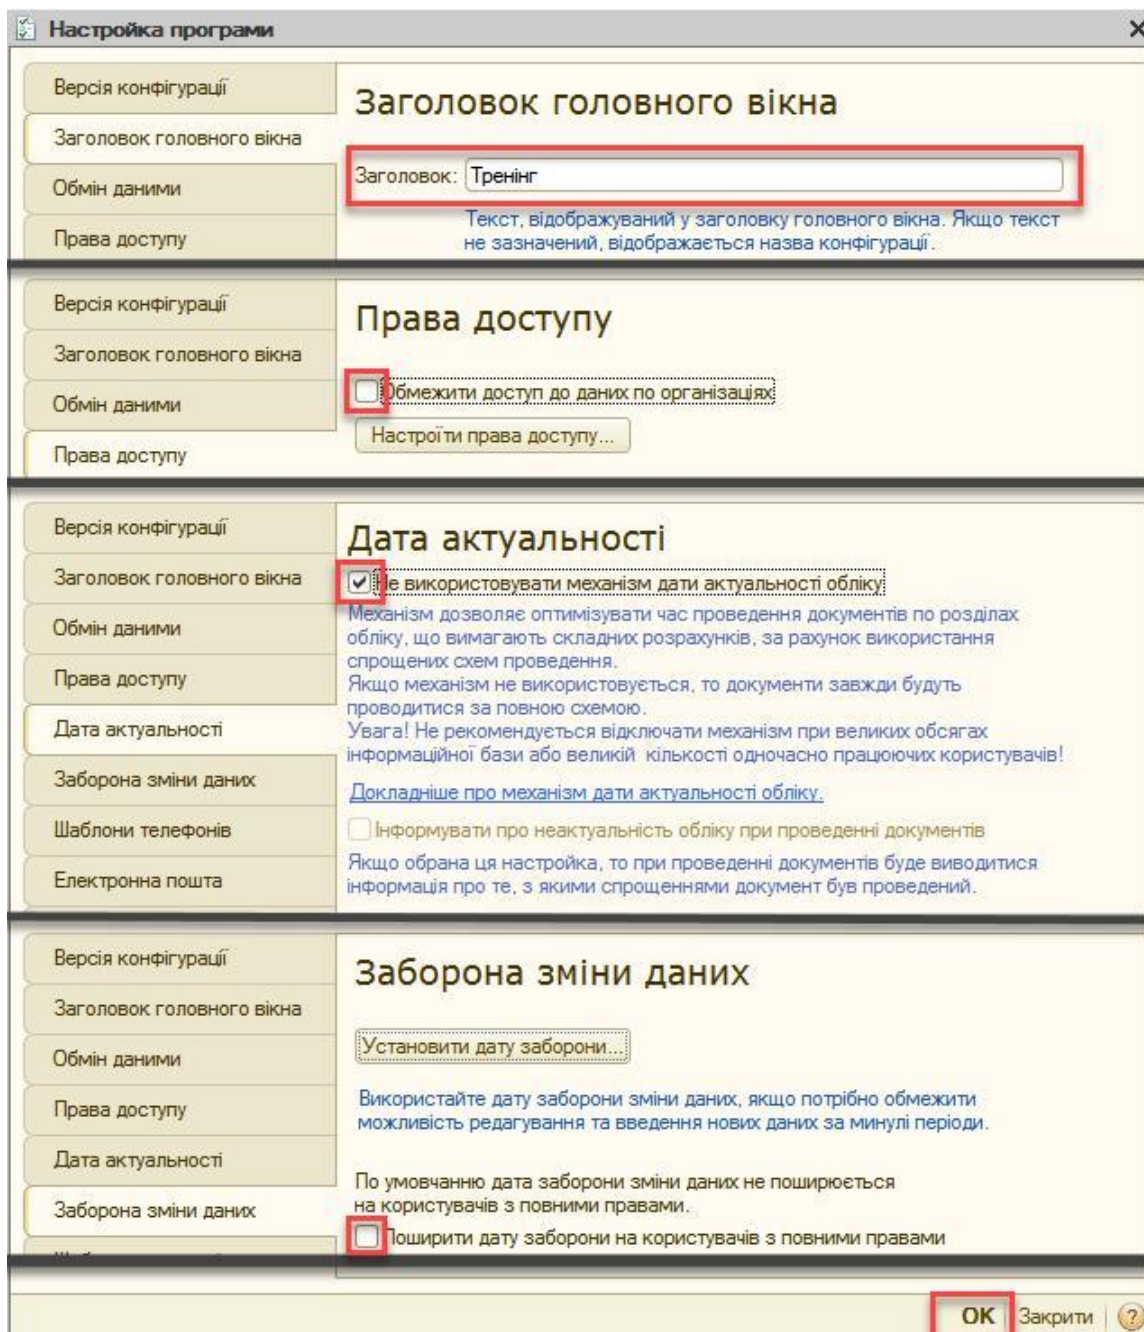 Настройка програми
Версія конфігурації
Заголовок головного вікна
Обмін даними
Права доступу
Заголовок головного вікна
Заголовок: Тренінг
Текст, відображуваний у заголовку головного вікна. Якщо текст
не зазначений, відображається назва конфігурації.
Версія конфігурації
Заголовок головного вікна
Обмін даними
Права доступу
Права доступу
Обмежити доступ до даних по організаціях
Настроїти права доступу...
Версія конфігурації
Заголовок головного вікна
Обмін даними
Права доступу
Дата актуальності
Заборона зміни даних
Шаблони телефонів
Електронна пошта
Дата актуальності
Не використовувати механізм дати актуальності обліку
Механізм дозволяє оптимізувати час проведення документів по розділах
обліку, що вимагають складних розрахунків, за рахунок використання
спрощених схем проведення.
Якщо механізм не використовується, то документи завжди будуть
проводитися за повною схемою.
Увага! Не рекомендується відключати механізм при великих обсягах
інформаційної бази або великій кількості одночасно працюючих користувачів!
Докладніше про механізм дати актуальності обліку.
Інформувати про неактуальність обліку при проведенні документів
Якщо обрана ця настройка, то при проведенні документів буде виводитися
інформація про те, з якими спрощеннями документ був проведений.
Версія конфігурації
Заголовок головного вікна
Обмін даними
Права доступу
Дата актуальності
Заборона зміни даних
Заборона зміни даних
Установити дату заборони...
Використайте дату заборони зміни даних, якщо потрібно обмежити
можливість редагування та введення нових даних за минулі періоди.
По умовчанню дата заборони зміни даних не поширюється
на користувачів з повними правами.
Поширити дату заборони на користувачів з повними правами
OK Закрити ?